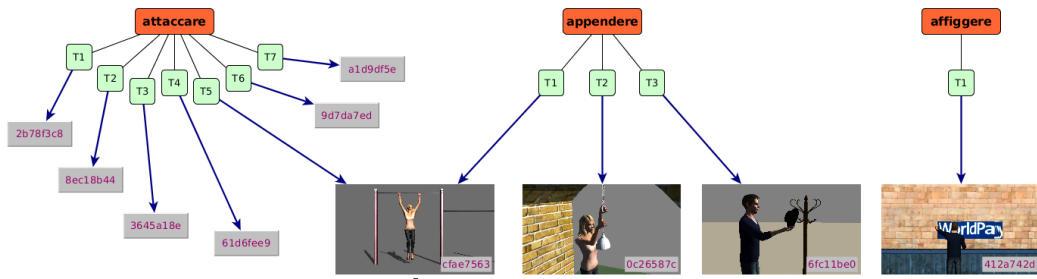 attaccare
appendere
affiggere
T1
T2
T3
T4
T5
T6
T7
T1
T2
T3
T1
2b78f3c8
8ec18b44
3645a18e
61d6fee9
9d7da7ed
a1d9df5e
cfae7563
0c26587c
6fc11be0
WorldPay
412a742d